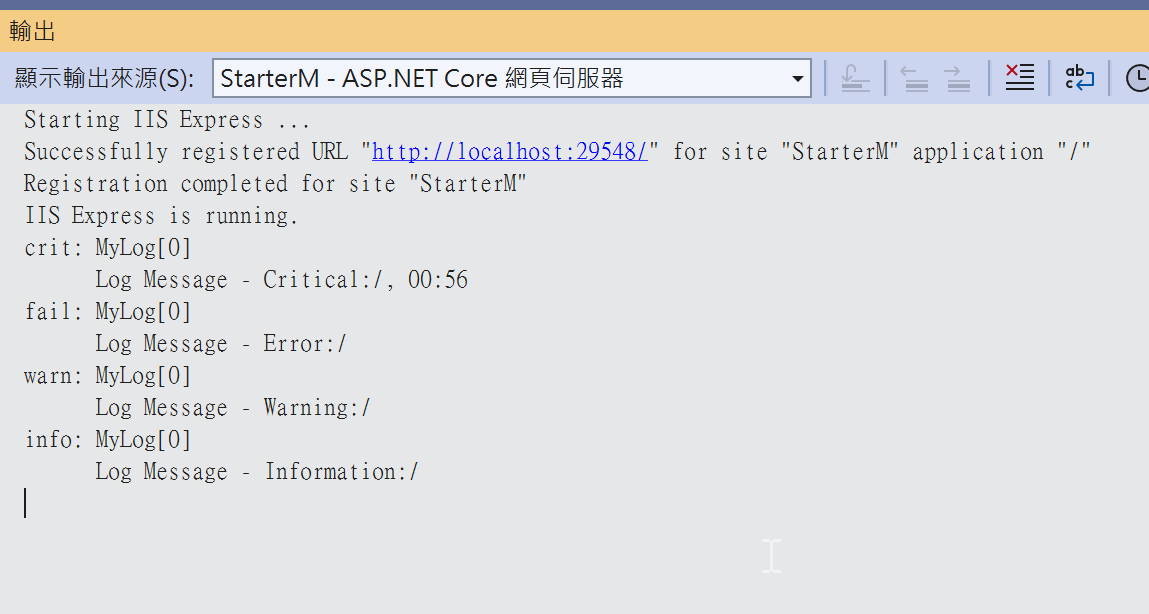 輸出
顯示輸出來源(S): StarterM - ASP.NET Core 網頁伺服器
Starting IIS Express ...
Successfully registered URL "http://localhost:29548/" for site "StarterM" application "/"
Registration completed for site "StarterM"
IIS Express is running.
crit: MyLog[0]
      Log Message - Critical:/, 00:56
fail: MyLog[0]
      Log Message - Error:/
warn: MyLog[0]
      Log Message - Warning:/
info: MyLog[0]
      Log Message - Information:/